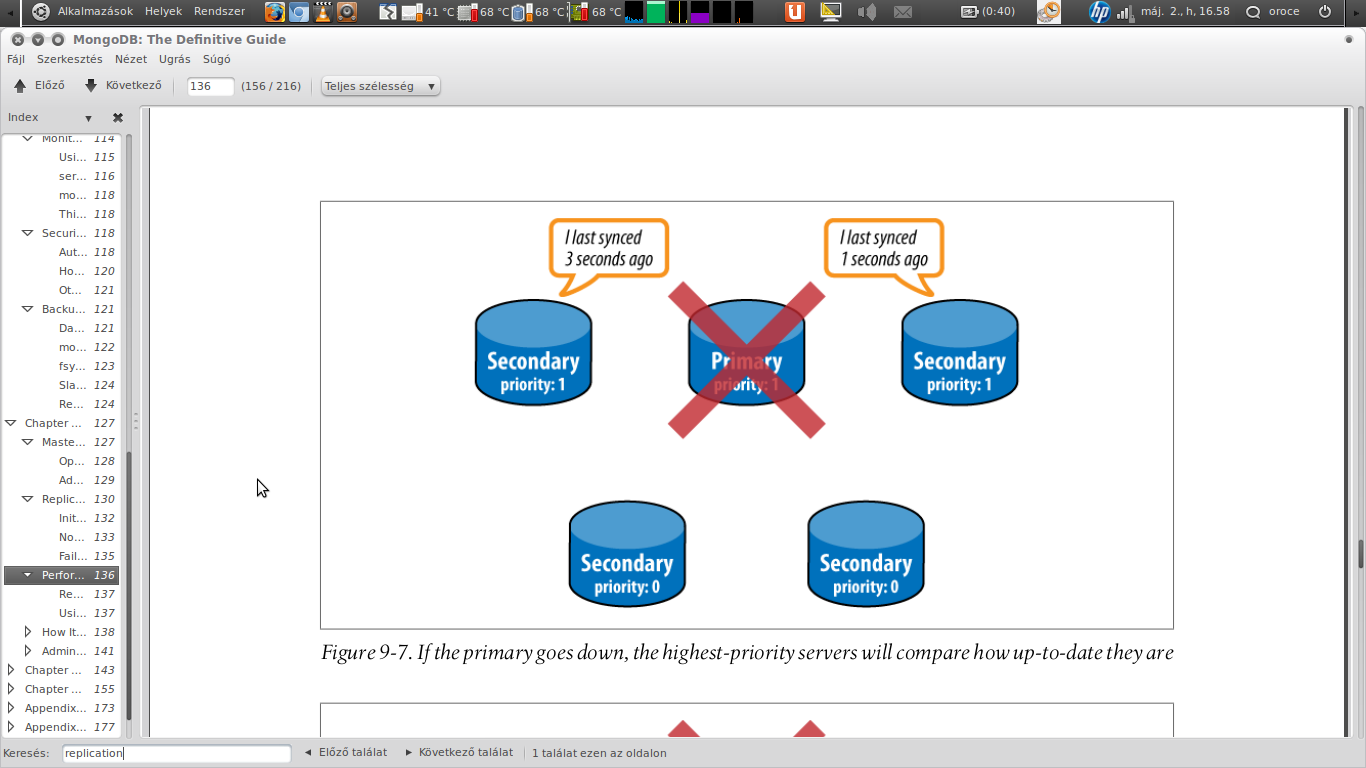 Alkalmazások Helyek Rendszer 41 °C 68 °C 68 °C 68 °C (0:40) máj. 2., h, 16.58 oroce
MongoDB: The Definitive Guide
Fájl Szerkesztés Nézet Ugrás Súgó
Előző Következő 136 (156 / 216) Teljes szélesség
Index
Monit... 114
Usi... 115
ser... 116
mo... 118
Thi... 118
Securi... 118
Aut... 118
Ho... 120
Ot... 121
Backu... 121
Da... 121
mo... 122
fsy... 123
Sla... 124
Re... 124
Chapter ... 127
Maste... 127
Op... 128
Ad... 129
Replic... 130
Init... 132
No... 133
Fail... 135
Perfor... 136
Re... 137
Usi... 137
How It... 138
Admin... 141
Chapter ... 143
Chapter ... 155
Appendix... 173
Appendix... 177
I last synced
3 seconds ago
I last synced
1 seconds ago
Secondary
priority: 1
Primary
priority: 1
Secondary
priority: 1
Secondary
priority: 0
Secondary
priority: 0
Figure 9-7. If the primary goes down, the highest-priority servers will compare how up-to-date they are
Keresés: replication Előző találat Következő találat 1 találat ezen az oldalon